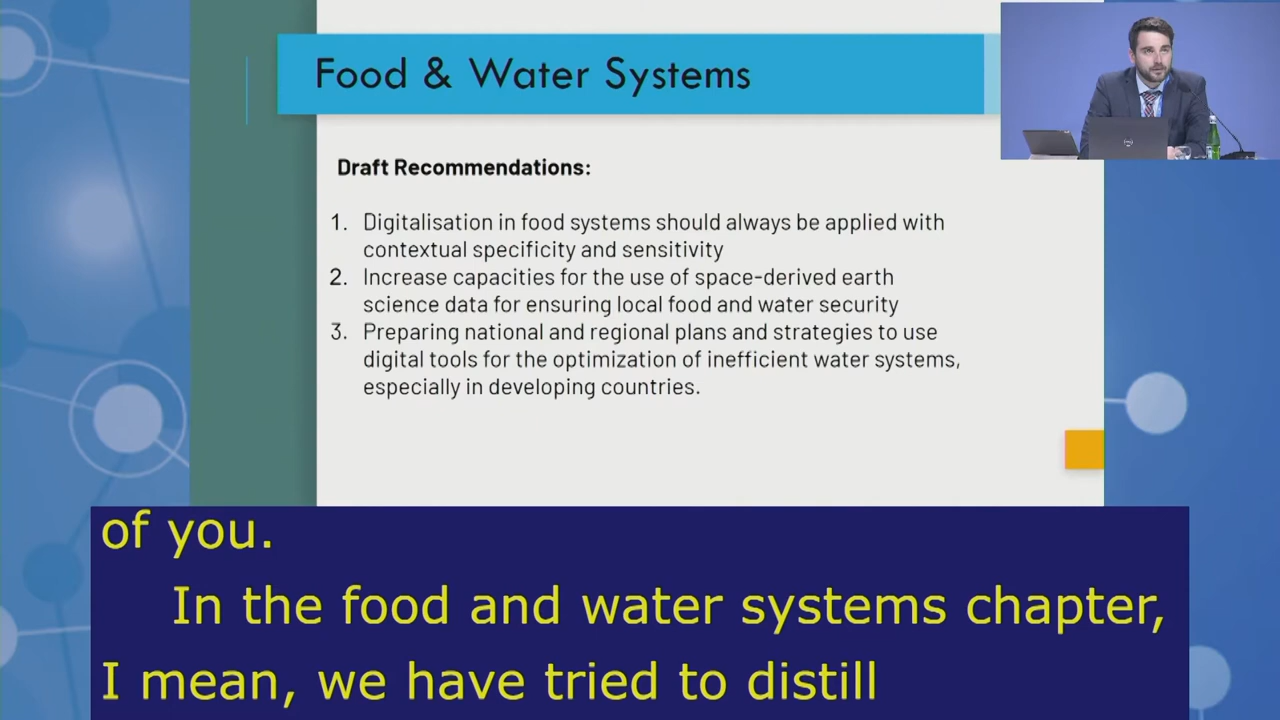 Food & Water Systems
Draft Recommendations:
1. Digitalisation in food systems should always be applied with
contextual specificity and sensitivity
2. Increase capacities for the use of space-derived earth
science data for ensuring local food and water security
3. Preparing national and regional plans and strategies to use
digital tools for the optimization of inefficient water systems,
especially in developing countries.
of you.
In the food and water systems chapter,
I mean, we have tried to distill